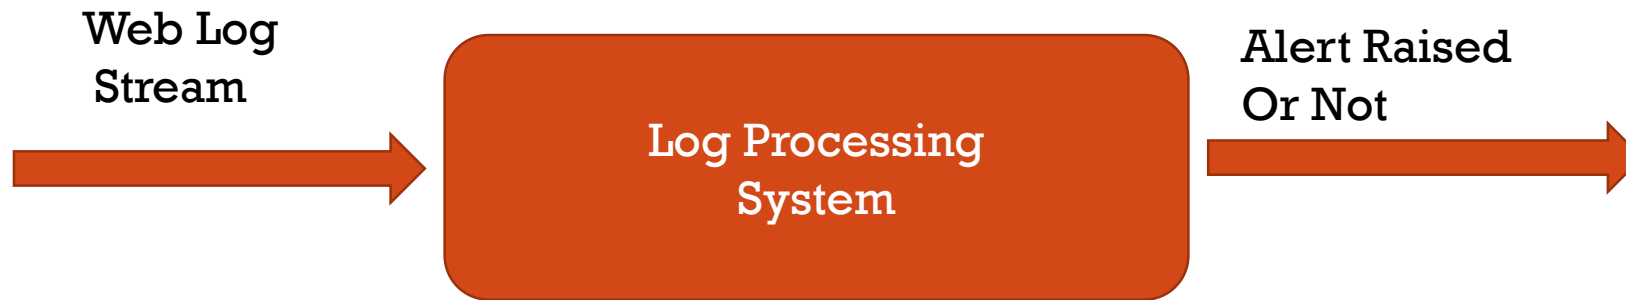 Web Log
Stream
Log Processing
System
Alert Raised
Or Not